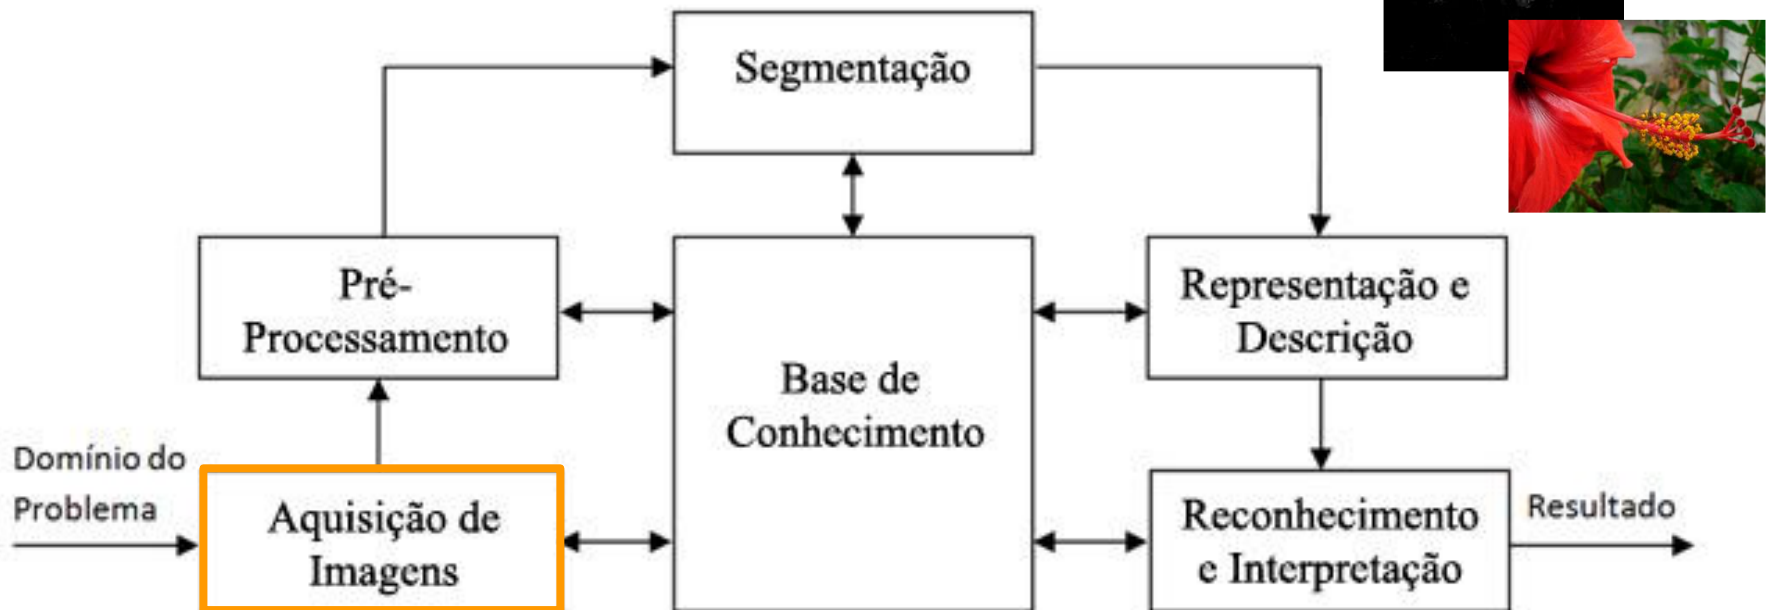 Segmentação
Pré-
Processamento
Representação e
Descrição
Base de
Conhecimento
Domínio do
Problema
Aquisição de
Imagens
Reconhecimento
e Interpretação
Resultado